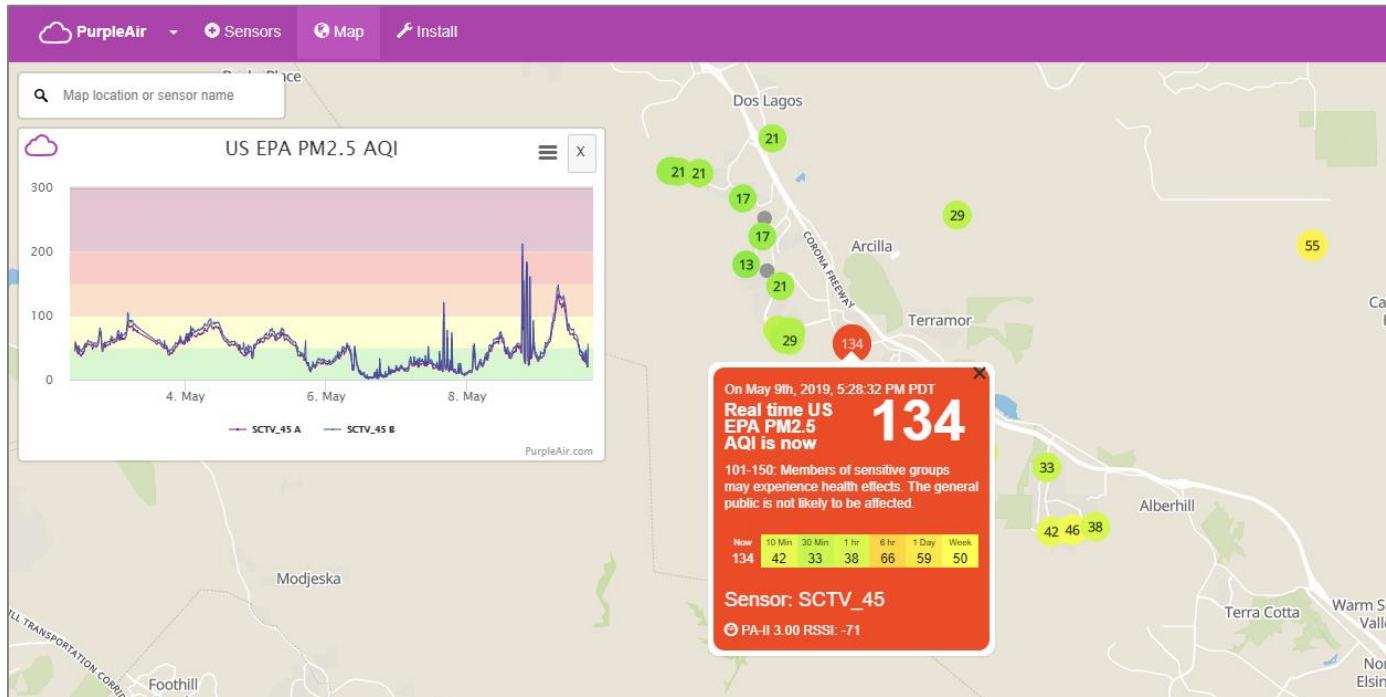 PurpleAir
Sensors
Map
Install
Map location or sensor name
US EPA PM2.5 AQI
X
300
200
100
0
4. May
6. May
8. May
SCTV_45 A
SCTV_45 B
PurpleAir.com
Dos Lagos
21
21 21
17
29
17
CORONA FREEWAY
Arcilla
55
13
21
Terramor
29
134
On May 9th, 2019, 5:28:32 PM PDT
Real time US
EPA PM2.5
AQI is now
134
101-150: Members of sensitive groups
may experience health effects. The general
public is not likely to be affected.
Now 10 Min 30 Min 1 hr 6 hr 1 Day Week
134 42 33 38 66 59 50
Sensor: SCTV_45
PA-II 3.00 RSSI: -71
33
Alberhill
42 46 38
Modjeska
Terra Cotta
Warm S
Vall
TRANSPORTATION CORRI
Foothill
Nor
Elsin